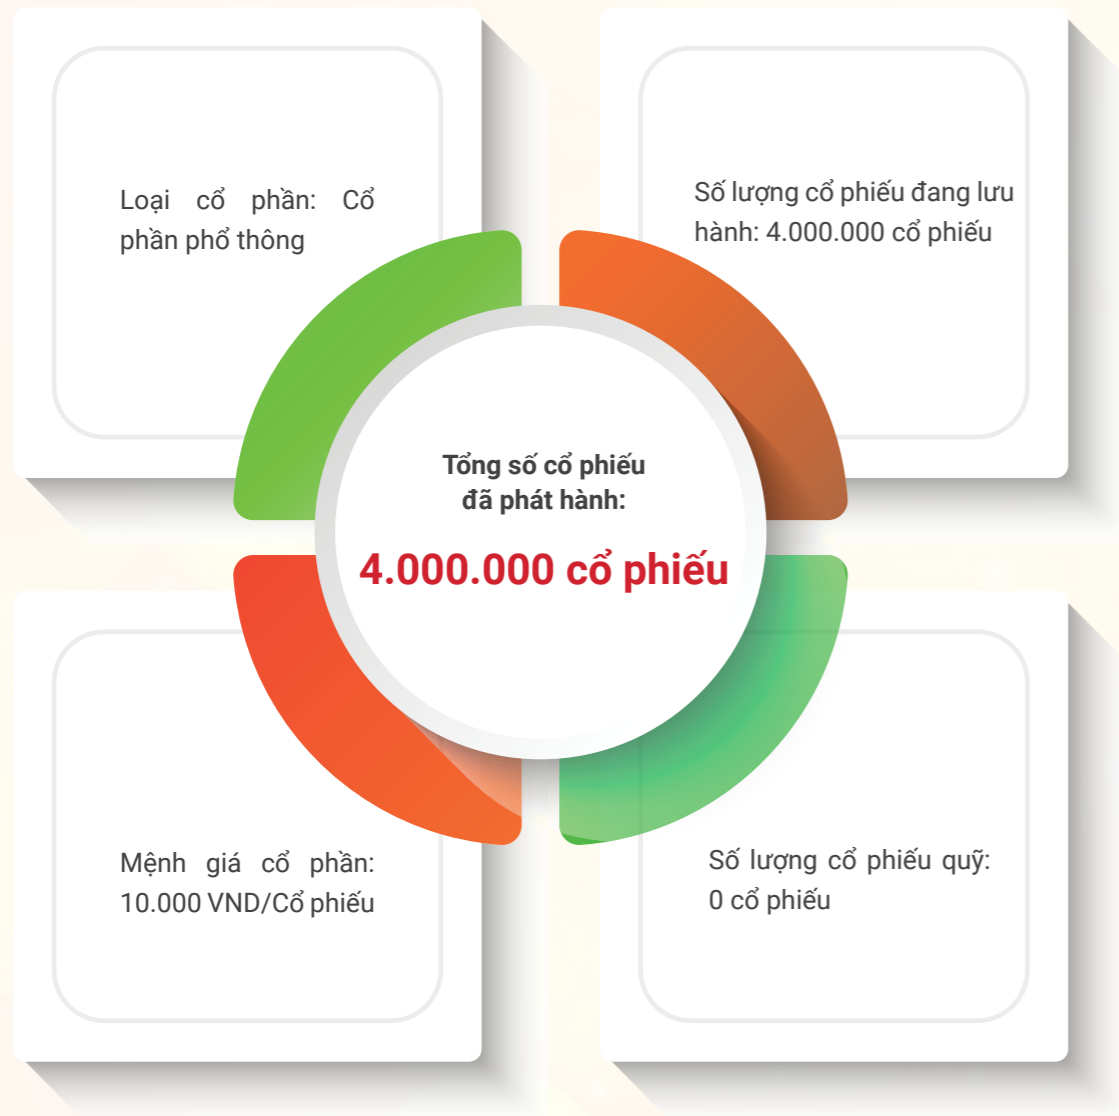 Loại cổ phần: Cổ
phần phổ thông
Số lượng cổ phiếu đang lưu
hành: 4.000.000 cổ phiếu
Tổng số cổ phiếu
đã phát hành:
4.000.000 cổ phiếu
Mệnh giá cổ phần:
10.000 VND/Cổ phiếu
Số lượng cổ phiếu quỹ:
0 cổ phiếu